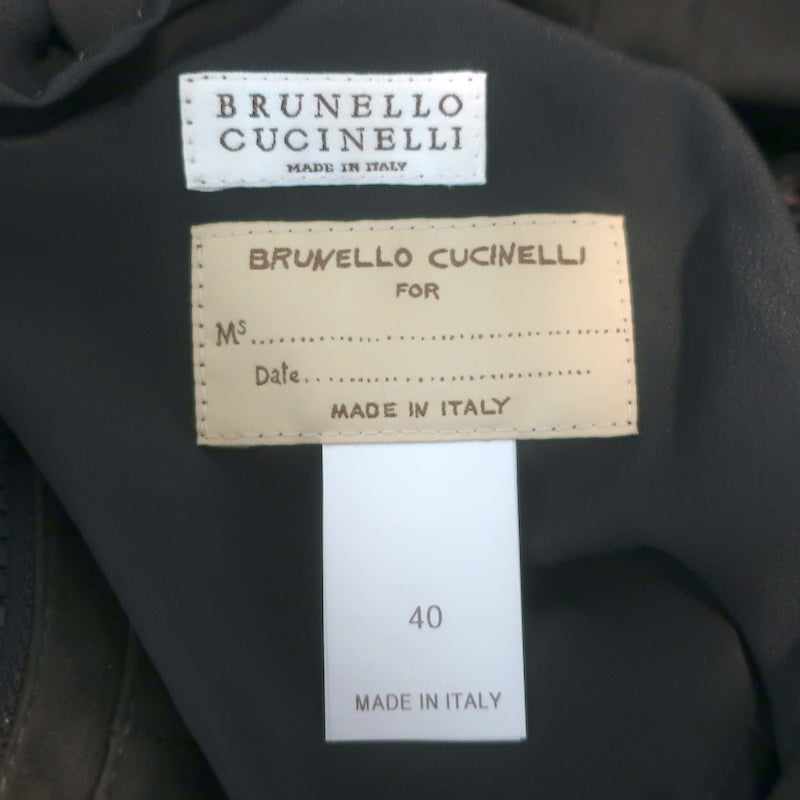 BRUNELLO
CUCINELLI
MADE IN ITALY
BRUNELLO CUCINELLI
FOR
Ms..............................................
Date....................................
MADE IN ITALY
40
MADE IN ITALY